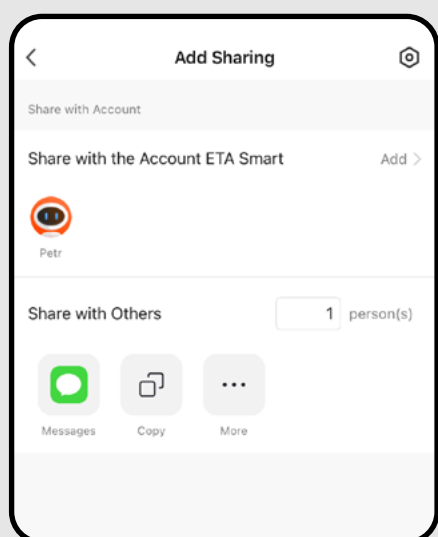 Add Sharing
Share with Account
Share with the Account ETA Smart Add >
Petr
Share with Others 1 person(s)
Messages Copy More